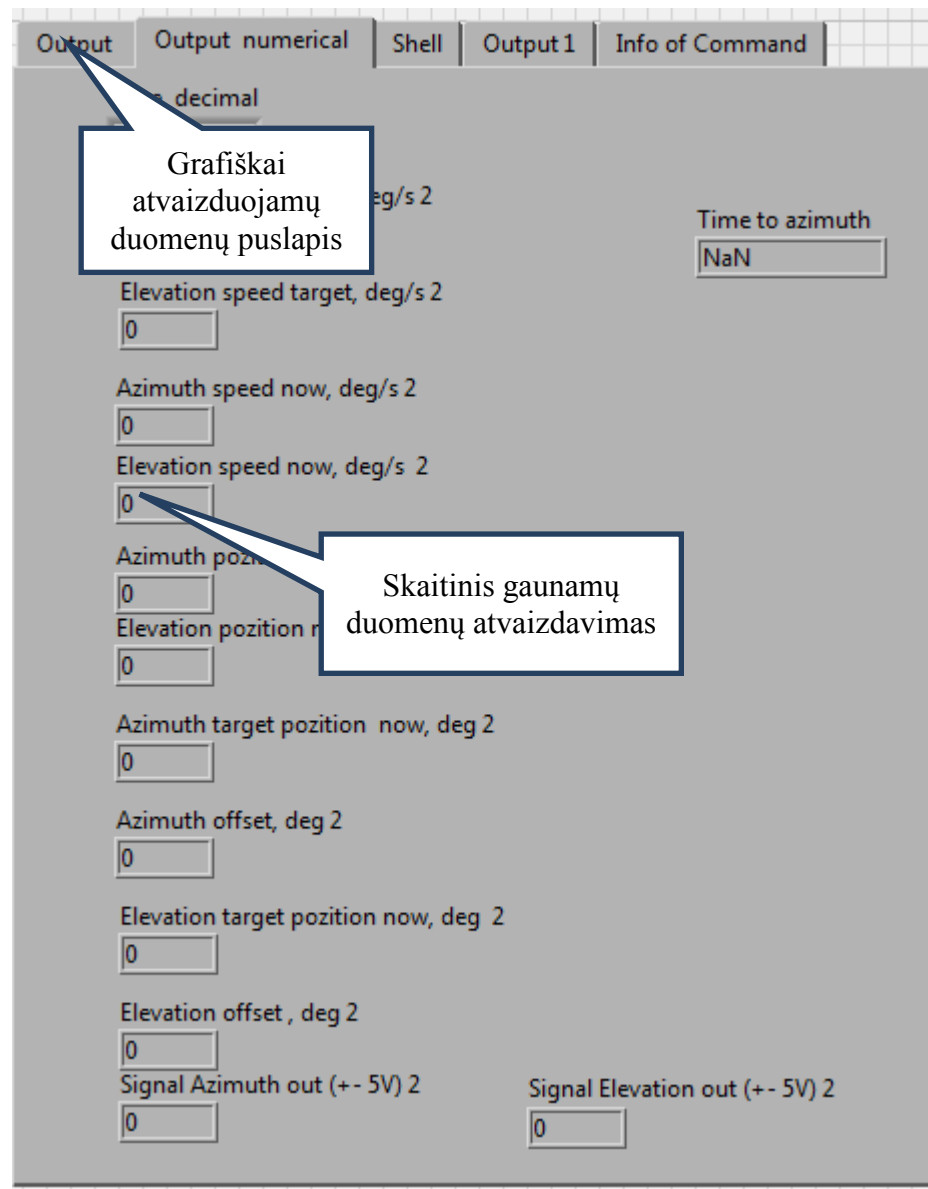 Output Output numerical Shell Output 1 Info of Command
decimal
Grafiškai
atvaizduojamų
duomenų puslapis
eg/s 2
Time to azimuth
NaN
Elevation speed target, deg/s 2
0
Azimuth speed now, deg/s 2
0
Elevation speed now, deg/s 2
0
Azimuth
0
Skaitinis gaunamų
duomenų atvaizdavimas
Elevation pozition
0
Azimuth target pozition now, deg 2
0
Azimuth offset, deg 2
0
Elevation target pozition now, deg 2
0
Elevation offset , deg 2
0
Signal Azimuth out (+- 5V) 2
0
Signal Elevation out (+- 5V) 2
0